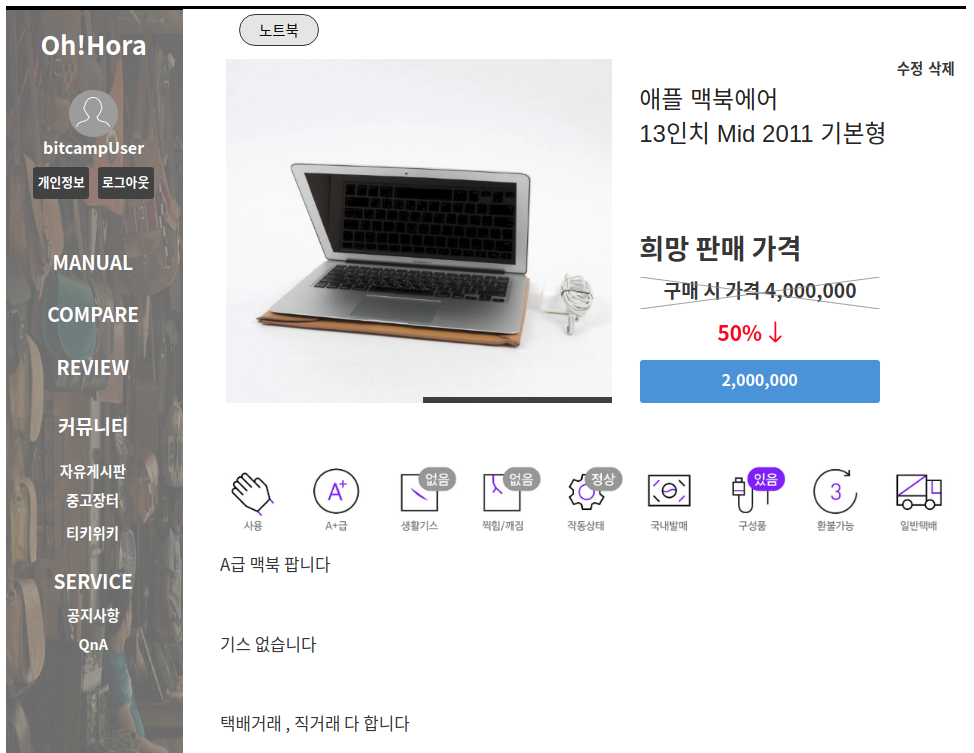 Oh!Hora
bitcampUser
개인정보 로그아웃
MANUAL
COMPARE
REVIEW
커뮤니티
자유게시판
중고장터
티키위키
SERVICE
공지사항
QnA
노트북
수정 삭제
애플 맥북에어
13인치 Mid 2011 기본형
희망 판매 가격
구매 시 가격 4,000,000
50% ↓
2,000,000
없음 없음 정상 있음
A+ 3
사용 A+급 생활기스 찍힘/깨짐 작동상태 국내발매 구성품 환불가능 일반택배
A급 맥북 팝니다
기스 없습니다
택배거래 , 직거래 다 합니다